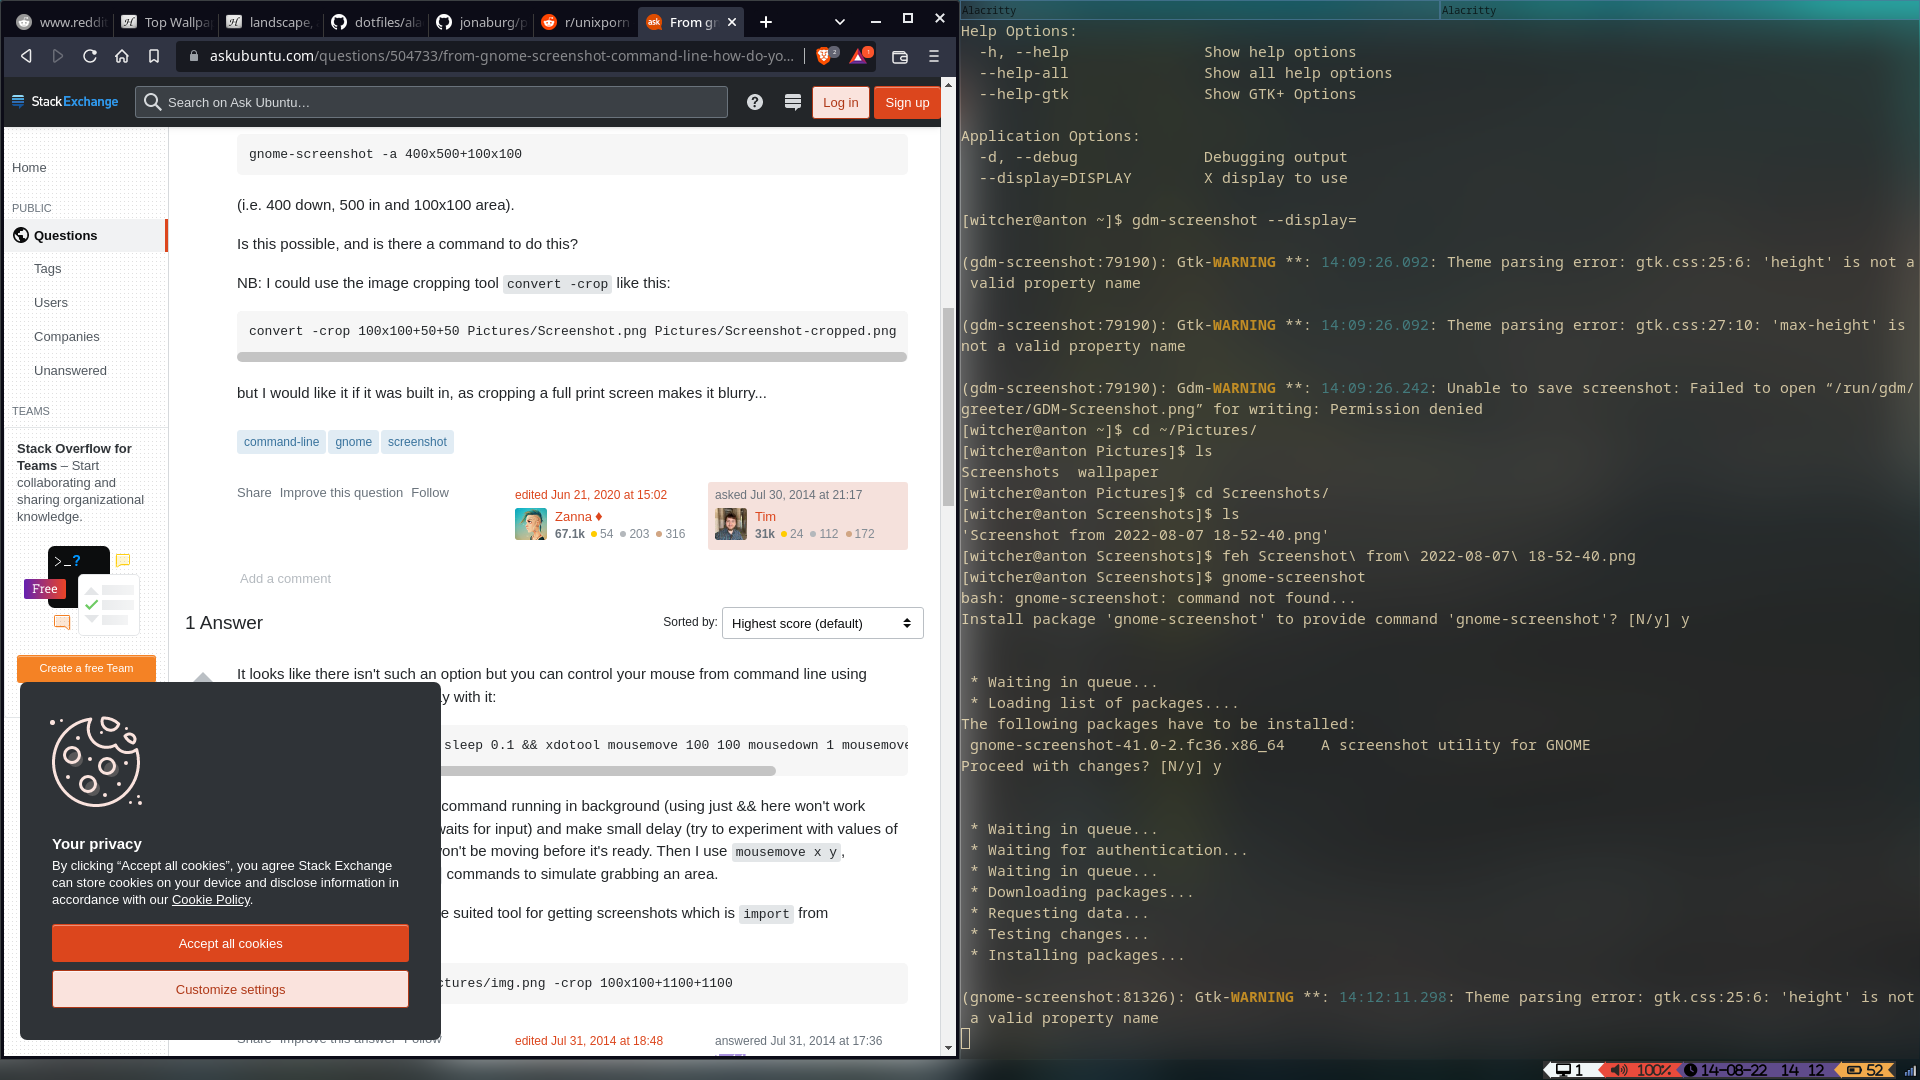 www.reddit
Top Wallpa
landscape,
dotfiles/ala
jonaburg/p
r/unixporn
From gn
askubuntu.com/questions/504733/from-gnome-screenshot-command-line-how-do-yo...
StackExchange
Search on Ask Ubuntu…
Log in
Sign up
Home
PUBLIC
Questions
Tags
Users
Companies
Unanswered
TEAMS
Stack Overflow for
Teams – Start
collaborating and
sharing organizational
knowledge.
>_?
Free
Create a free Team
gnome-screenshot -a 400x500+100x100
(i.e. 400 down, 500 in and 100x100 area).
Is this possible, and is there a command to do this?
NB: I could use the image cropping tool convert -crop like this:
convert -crop 100x100+50+50 Pictures/Screenshot.png Pictures/Screenshot-cropped.png
but I would like it if it was built in, as cropping a full print screen makes it blurry...
command-line gnome screenshot
Share Improve this question Follow
edited Jun 21, 2020 at 15:02
Zanna ♦
67.1k 54 203 316
asked Jul 30, 2014 at 21:17
Tim
31k 24 112 172
Add a comment
1 Answer
Sorted by: Highest score (default)
It looks like there isn't such an option but you can control your mouse from command line using
y with it:
sleep 0.1 && xdotool mousemove 100 100 mousedown 1 mousemove
command running in background (using just && here won't work
waits for input) and make small delay (try to experiment with values of
on't be moving before it's ready. Then I use mousemove x y,
commands to simulate grabbing an area.
e suited tool for getting screenshots which is import from
ctures/img.png -crop 100x100+1100+1100
Share Improve this answer Follow
edited Jul 31, 2014 at 18:48
answered Jul 31, 2014 at 17:36
Your privacy
By clicking “Accept all cookies”, you agree Stack Exchange
can store cookies on your device and disclose information in
accordance with our Cookie Policy.
Accept all cookies
Customize settings
Alacritty
Alacritty
Help Options:
-h, --help Show help options
--help-all Show all help options
--help-gtk Show GTK+ Options
Application Options:
-d, --debug Debugging output
--display=DISPLAY X display to use
[witcher@anton ~]$ gdm-screenshot --display=
(gdm-screenshot:79190): Gtk-WARNING **: 14:09:26.092: Theme parsing error: gtk.css:25:6: 'height' is not a
valid property name
(gdm-screenshot:79190): Gtk-WARNING **: 14:09:26.092: Theme parsing error: gtk.css:27:10: 'max-height' is
not a valid property name
(gdm-screenshot:79190): Gdm-WARNING **: 14:09:26.242: Unable to save screenshot: Failed to open “/run/gdm/
greeter/GDM-Screenshot.png” for writing: Permission denied
[witcher@anton ~]$ cd ~/Pictures/
[witcher@anton Pictures]$ ls
Screenshots wallpaper
[witcher@anton Pictures]$ cd Screenshots/
[witcher@anton Screenshots]$ ls
'Screenshot from 2022-08-07 18-52-40.png'
[witcher@anton Screenshots]$ feh Screenshot\ from\ 2022-08-07\ 18-52-40.png
[witcher@anton Screenshots]$ gnome-screenshot
bash: gnome-screenshot: command not found...
Install package 'gnome-screenshot' to provide command 'gnome-screenshot'? [N/y] y
* Waiting in queue...
* Loading list of packages....
The following packages have to be installed:
gnome-screenshot-41.0-2.fc36.x86_64 A screenshot utility for GNOME
Proceed with changes? [N/y] y
* Waiting in queue...
* Waiting for authentication...
* Waiting in queue...
* Downloading packages...
* Requesting data...
* Testing changes...
* Installing packages...
(gnome-screenshot:81326): Gtk-WARNING **: 14:12:11.298: Theme parsing error: gtk.css:25:6: 'height' is not
a valid property name
1 100% 14-08-22 14 12 52